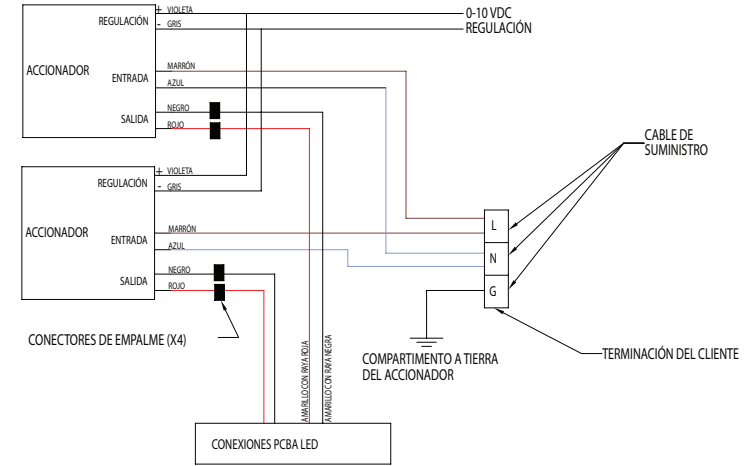 + VIOLETA
0-10 VDC
REGULACIÓN
REGULACIÓN
- GRIS
ACCIONADOR
MARRÓN
ENTRADA
AZUL
NEGRO
SALIDA
ROJO
CABLE DE
SUMINISTRO
+ VIOLETA
REGULACIÓN
- GRIS
ACCIONADOR
MARRÓN
ENTRADA
AZUL
NEGRO
SALIDA
ROJO
L
N
G
CONECTORES DE EMPALME (X4)
AMARILLO CON RAYA ROJA
AMARILLO CON RAYA NEGRA
COMPARTIMENTO A TIERRA
DEL ACCIONADOR
TERMINACIÓN DEL CLIENTE
CONEXIONES PCBA LED